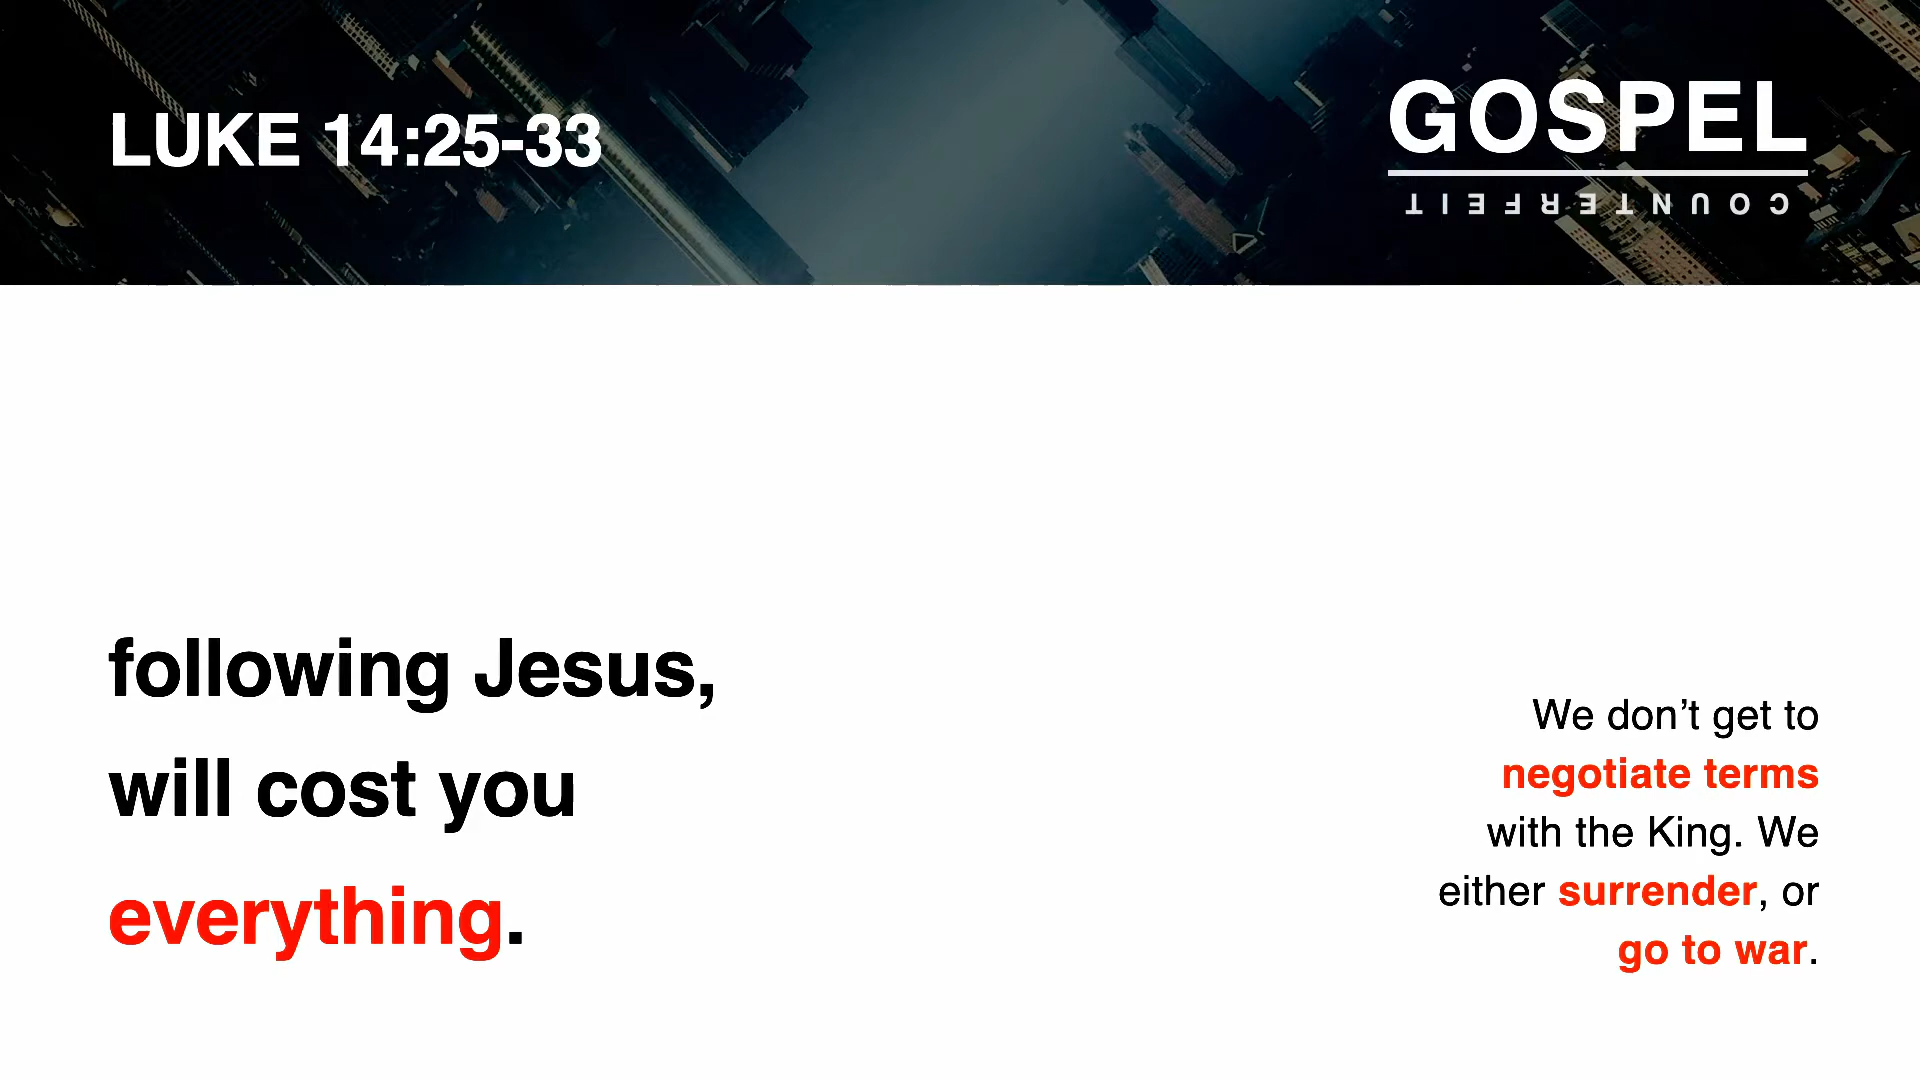 LUKE 14:25-33
GOSPEL
COUNTERFEIT
following Jesus,
will cost you
everything.
We don’t get to
negotiate terms
with the King. We
either surrender, or
go to war.